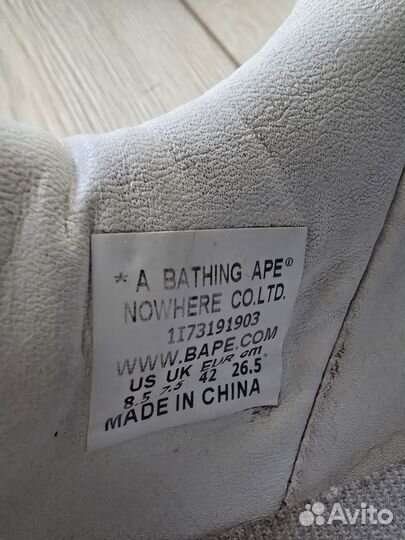 * A BATHING APE®
NOWHERE CO.LTD.
1I73191903
WWW.BAPE.COM
US UK EUR cm
8.5 7.5 42 26.5
MADE IN CHINA
Avito